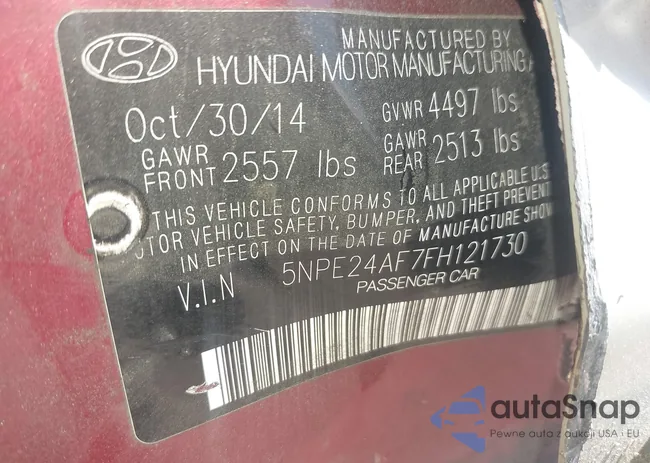 MANUFACTURED BY
HYUNDAI MOTOR MANUFACTURING
Oct/30/14 GVWR 4497 lbs
GAWR FRONT 2557 lbs GAWR REAR 2513 lbs
THIS VEHICLE CONFORMS TO ALL APPLICABLE U.S
TOR VEHICLE SAFETY, BUMPER, AND THEFT PREVENT
IN EFFECT ON THE DATE OF MANUFACTURE SHOW
V.I.N 5NPE24AF7FH121730
PASSENGER CAR
autaSnap
Pewne auta z aukcji USA i EU